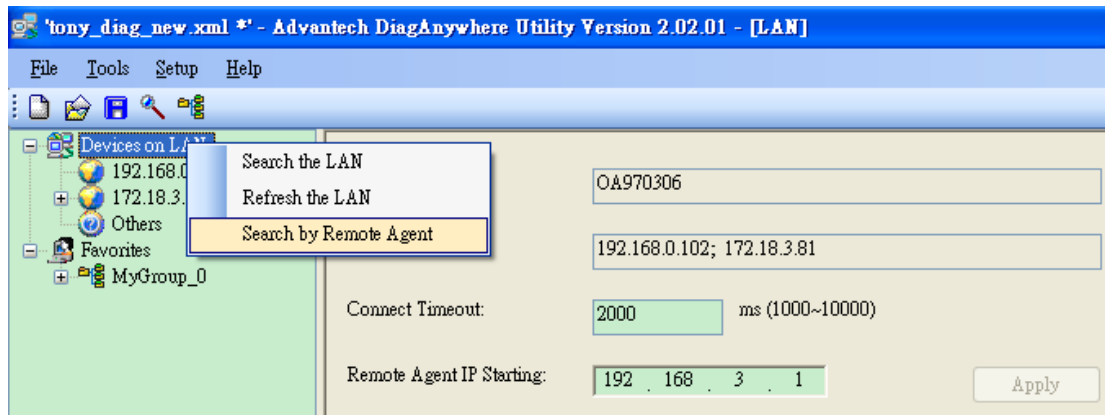 'tony_diag_new.xml *' - Advantech DiagAnywhere Utility Version 2.02.01 - [LAN]
File Tools Setup Help
Devices on LAN
192.168.0
172.18.3.
Others
Favorites
MyGroup_0
Search the LAN
Refresh the LAN
Search by Remote Agent
OA970306
192.168.0.102; 172.18.3.81
Connect Timeout: 2000 ms (1000~10000)
Remote Agent IP Starting: 192 . 168 . 3 . 1 Apply